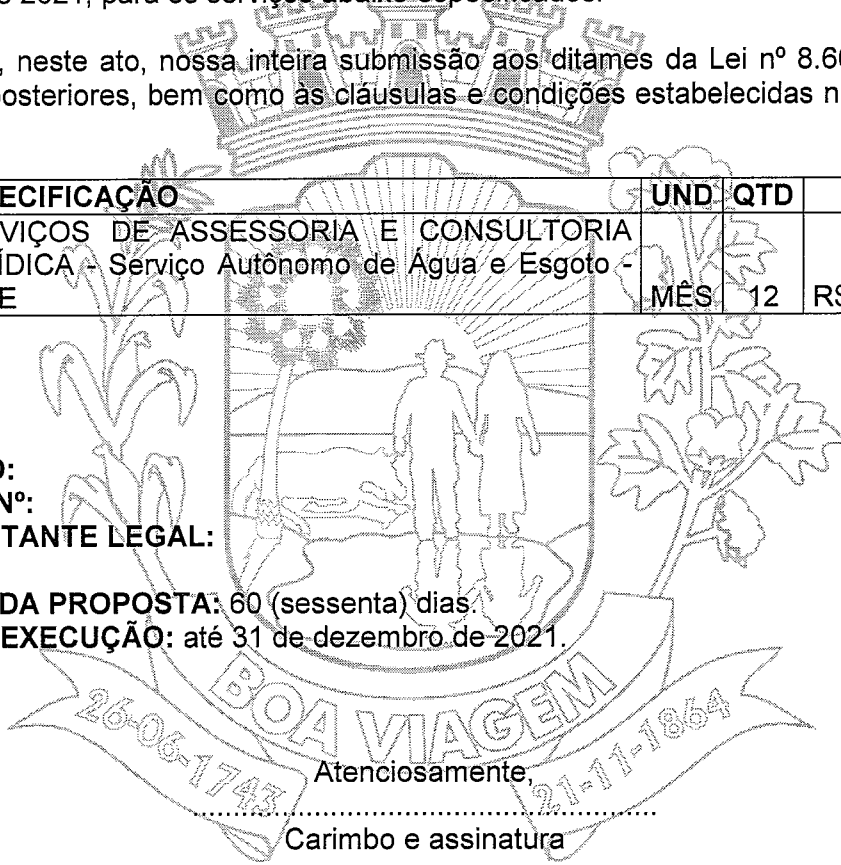 2021, para os serviços abaixo especificados.
, neste ato, nossa inteira submissão aos ditames da Lei nº 8.6
osteriores, bem como às cláusulas e condições estabelecidas n
ECIFICAÇÃO UND QTD
VIÇOS DE ASSESSORIA E CONSULTORIA
ÍDICA - Serviço Autônomo de Água e Esgoto -
E MÊS 12 R$
O:
Nº:
TANTE LEGAL:
DA PROPOSTA: 60 (sessenta) dias.
EXECUÇÃO: até 31 de dezembro de 2021.
BOA VIAGEM
26-06-1743
21-11-1864
Atenciosamente,
Carimbo e assinatura